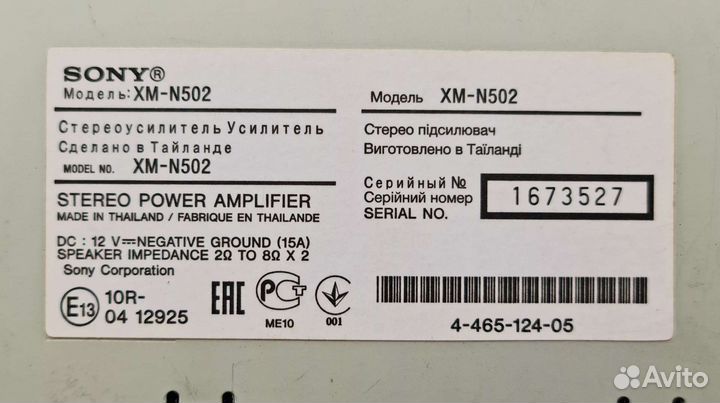 SONY®
Модель: XM-N502
Стереоусилитель Усилитель
Сделано в Тайланде
MODEL NO. XM-N502
STEREO POWER AMPLIFIER
MADE IN THAILAND / FABRIQUE EN THAILANDE
DC : 12 V⎓NEGATIVE GROUND (15A)
SPEAKER IMPEDANCE 2Ω TO 8Ω X 2
Sony Corporation
E13 10R-
04 12925
EAC
РСТ
ME10
001
Модель XM-N502
Стерео підсилювач
Виготовлено в Таїланді
Серийный №
Серійний номер
SERIAL NO.
1673527
4-465-124-05
Avito